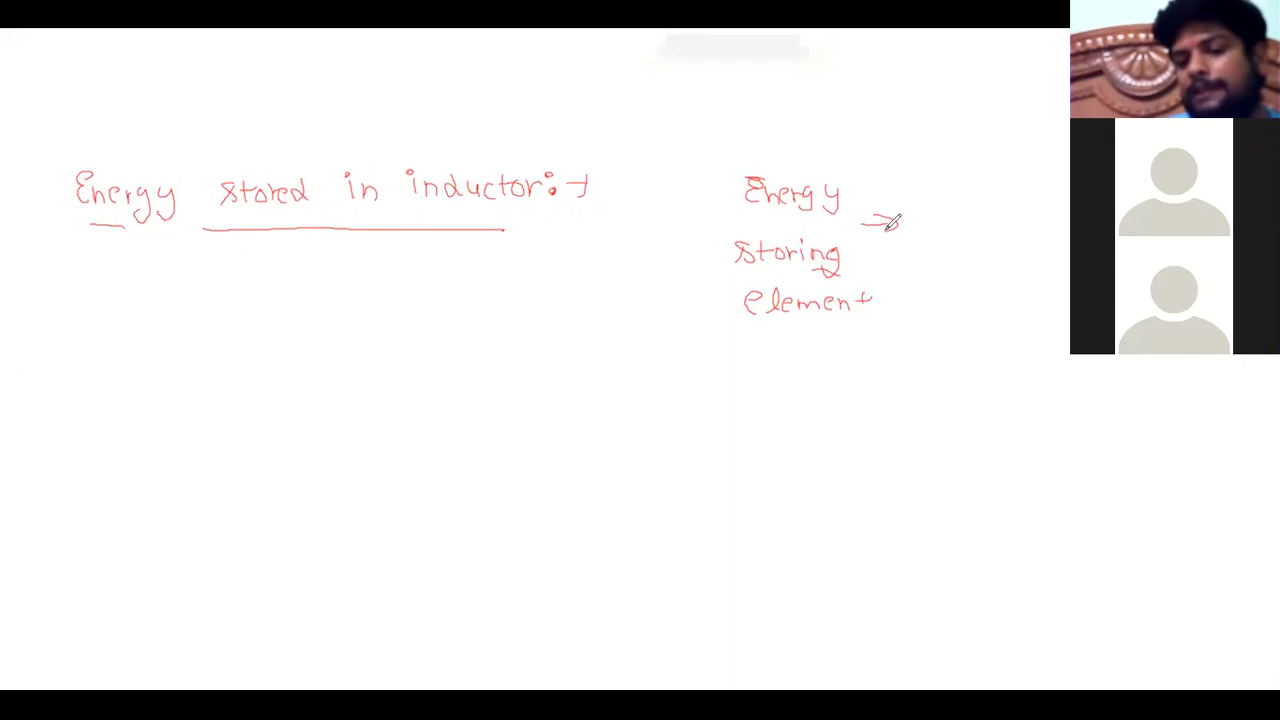 Energy stored in inductor:-
Energy →
storing
element